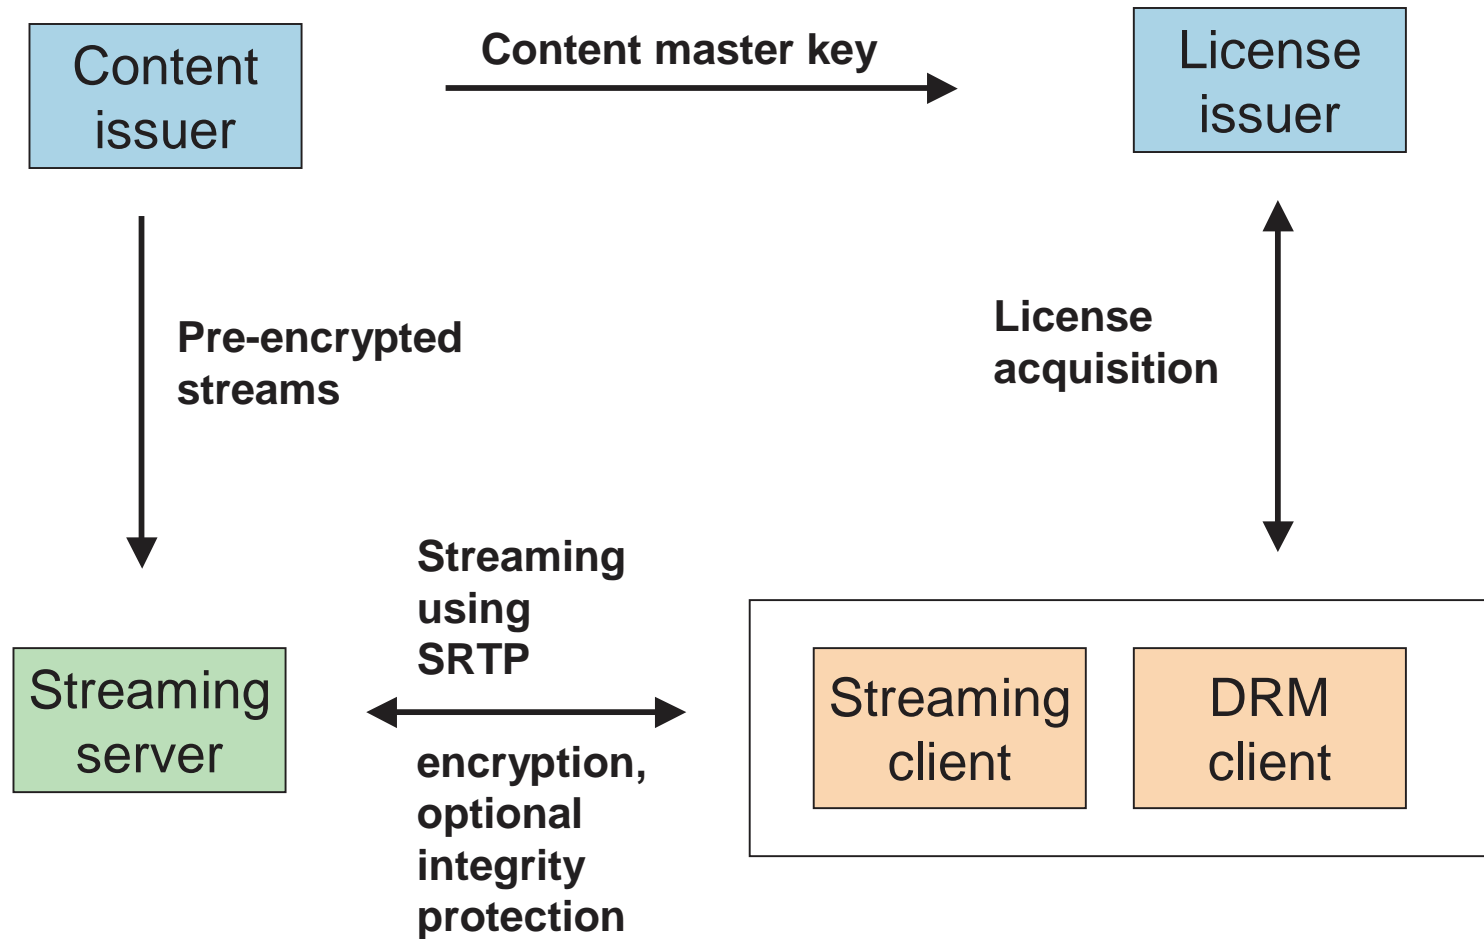 Content
issuer
Content master key
License
issuer
Pre-encrypted
streams
License
acquisition
Streaming
using
SRTP
encryption,
optional
integrity
protection
Streaming
server
Streaming
client
DRM
client